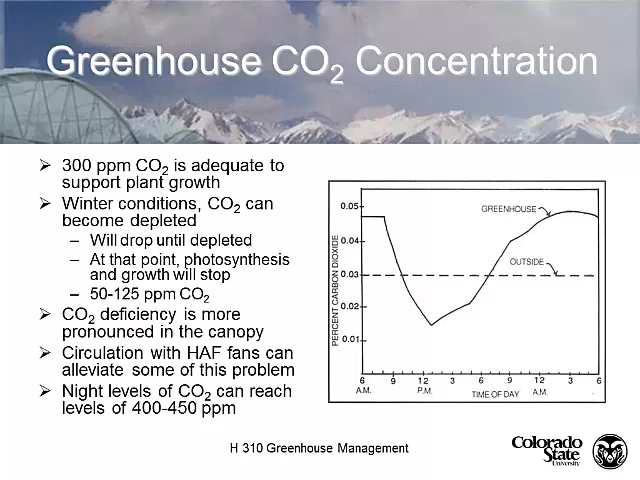 Greenhouse CO₂ Concentration
➢ 300 ppm CO₂ is adequate to
support plant growth
➢ Winter conditions, CO₂ can
become depleted
– Will drop until depleted
– At that point, photosynthesis
and growth will stop
– 50-125 ppm CO₂
➢ CO₂ deficiency is more
pronounced in the canopy
➢ Circulation with HAF fans can
alleviate some of this problem
➢ Night levels of CO₂ can reach
levels of 400-450 ppm
PERCENT CARBON DIOXIDE
0.05
0.04
0.03
0.02
0.01
GREENHOUSE
OUTSIDE
6 9 12 3 6 9 12 3 6
A.M. P.M. TIME OF DAY A.M.
H 310 Greenhouse Management
Colorado
State
University